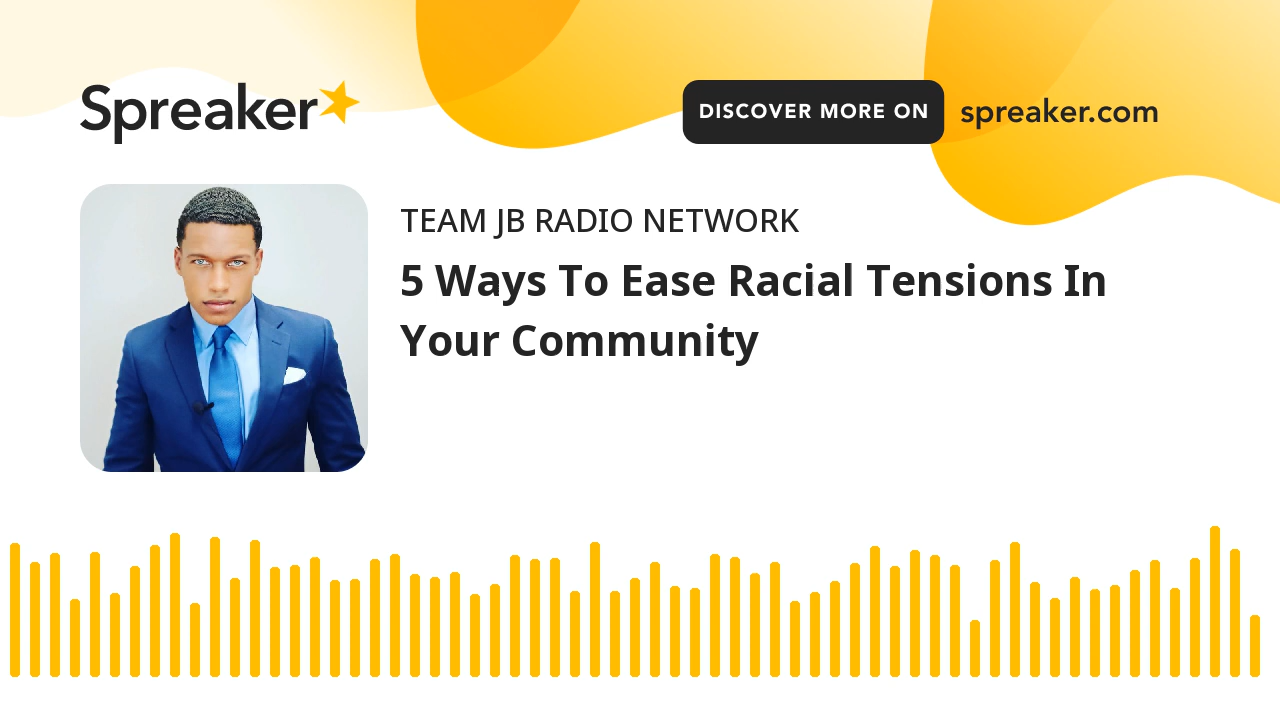 Spreaker
DISCOVER MORE ON
spreaker.com
TEAM JB RADIO NETWORK
5 Ways To Ease Racial Tensions In
Your Community